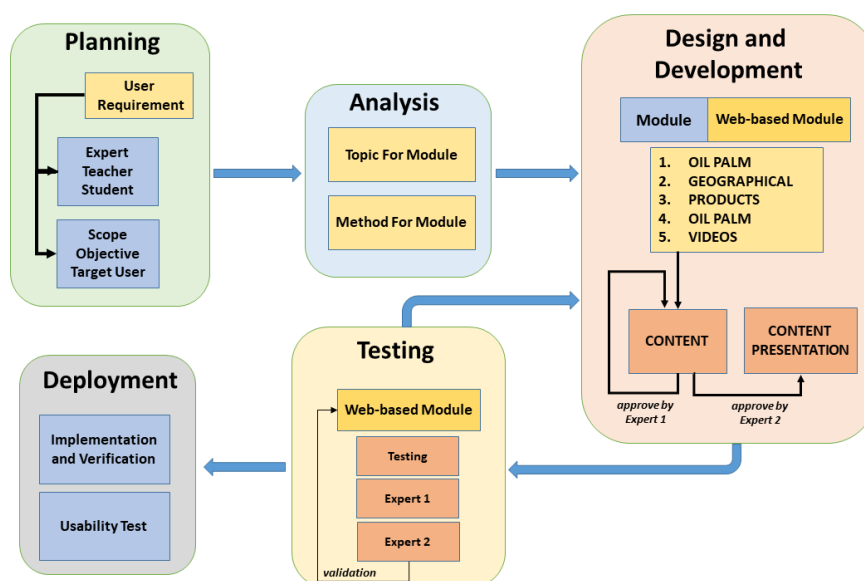 Planning
User
Requirement
Expert
Teacher
Student
Scope
Objective
Target User
Analysis
Topic For Module
Method For Module
Design and
Development
Module
Web-based Module
1. OIL PALM
2. GEOGRAPHICAL
3. PRODUCTS
4. OIL PALM
5. VIDEOS
CONTENT
CONTENT
PRESENTATION
approve by
Expert 1
approve by
Expert 2
Testing
Web-based Module
Testing
Expert 1
Expert 2
validation
Deployment
Implementation
and Verification
Usability Test